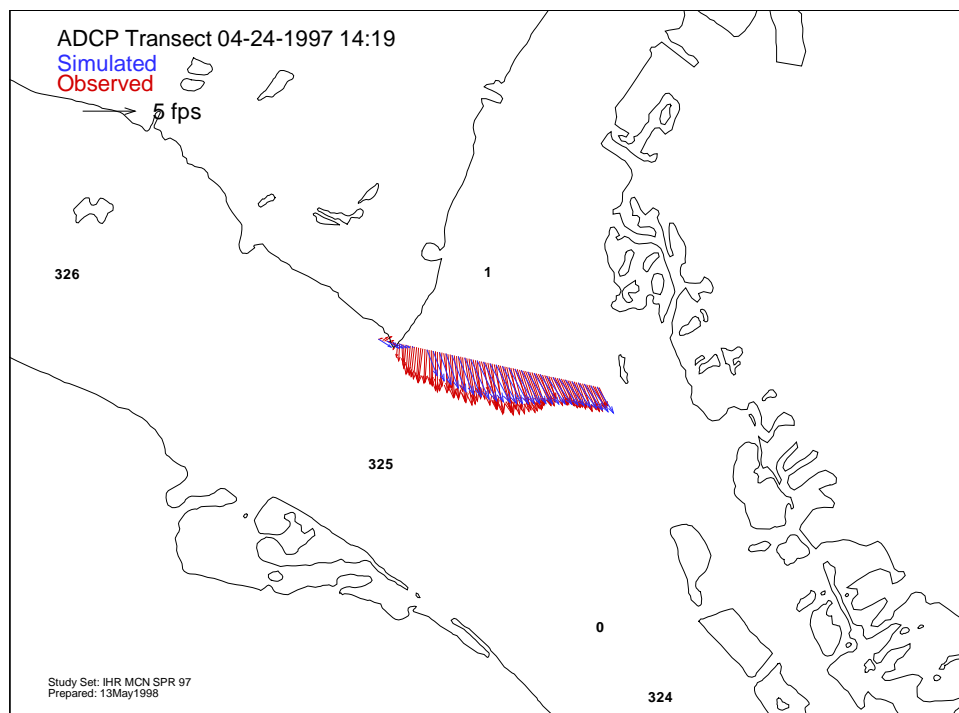 ADCP Transect 04-24-1997 14:19
Simulated
Observed
5 fps
326
1
325
0
324
Study Set: IHR MCN SPR 97
Prepared: 13May1998